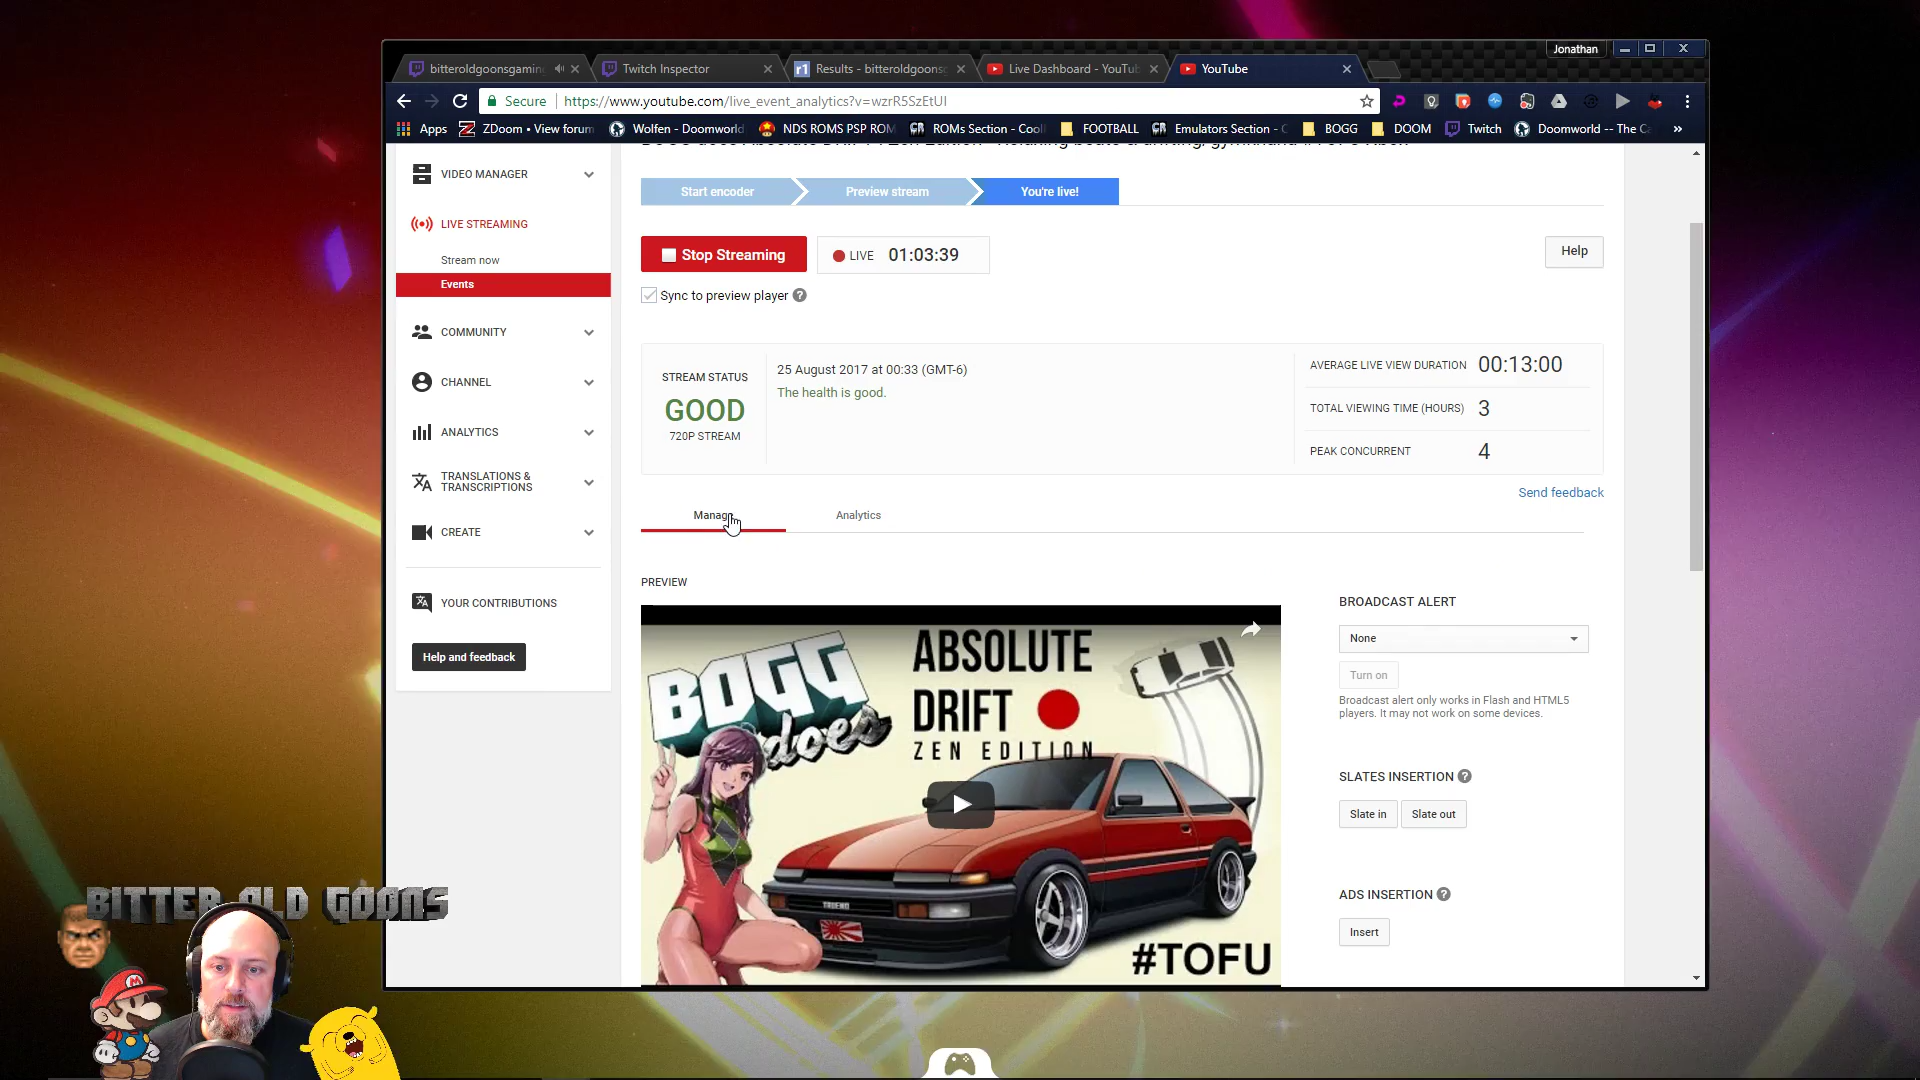 Jonathan
bitteroldgoonsgamin
Twitch Inspector
r1 Results - bitteroldgoons
Live Dashboard - YouTub
YouTube
Secure https://www.youtube.com/live_event_analytics?v=wzrR5SzEtUI
Apps
ZDoom • View forum
Wolfen - Doomworld
NDS ROMS PSP ROM
ROMs Section - Cool
FOOTBALL
Emulators Section - C
BOGG
DOOM
Twitch
Doomworld -- The Ca
»
VIDEO MANAGER
LIVE STREAMING
Stream now
Events
COMMUNITY
CHANNEL
ANALYTICS
TRANSLATIONS &
TRANSCRIPTIONS
CREATE
YOUR CONTRIBUTIONS
Help and feedback
Start encoder
Preview stream
You're live!
Stop Streaming
LIVE 01:03:39
Help
Sync to preview player ?
STREAM STATUS
GOOD
720P STREAM
25 August 2017 at 00:33 (GMT-6)
The health is good.
AVERAGE LIVE VIEW DURATION 00:13:00
TOTAL VIEWING TIME (HOURS) 3
PEAK CONCURRENT 4
Send feedback
Manage
Analytics
PREVIEW
BOGG
does
ABSOLUTE
DRIFT
ZEN EDITION
TRUENO
#TOFU
BROADCAST ALERT
None
Turn on
Broadcast alert only works in Flash and HTML5
players. It may not work on some devices.
SLATES INSERTION ?
Slate in
Slate out
ADS INSERTION ?
Insert
BITTER OLD GOONS